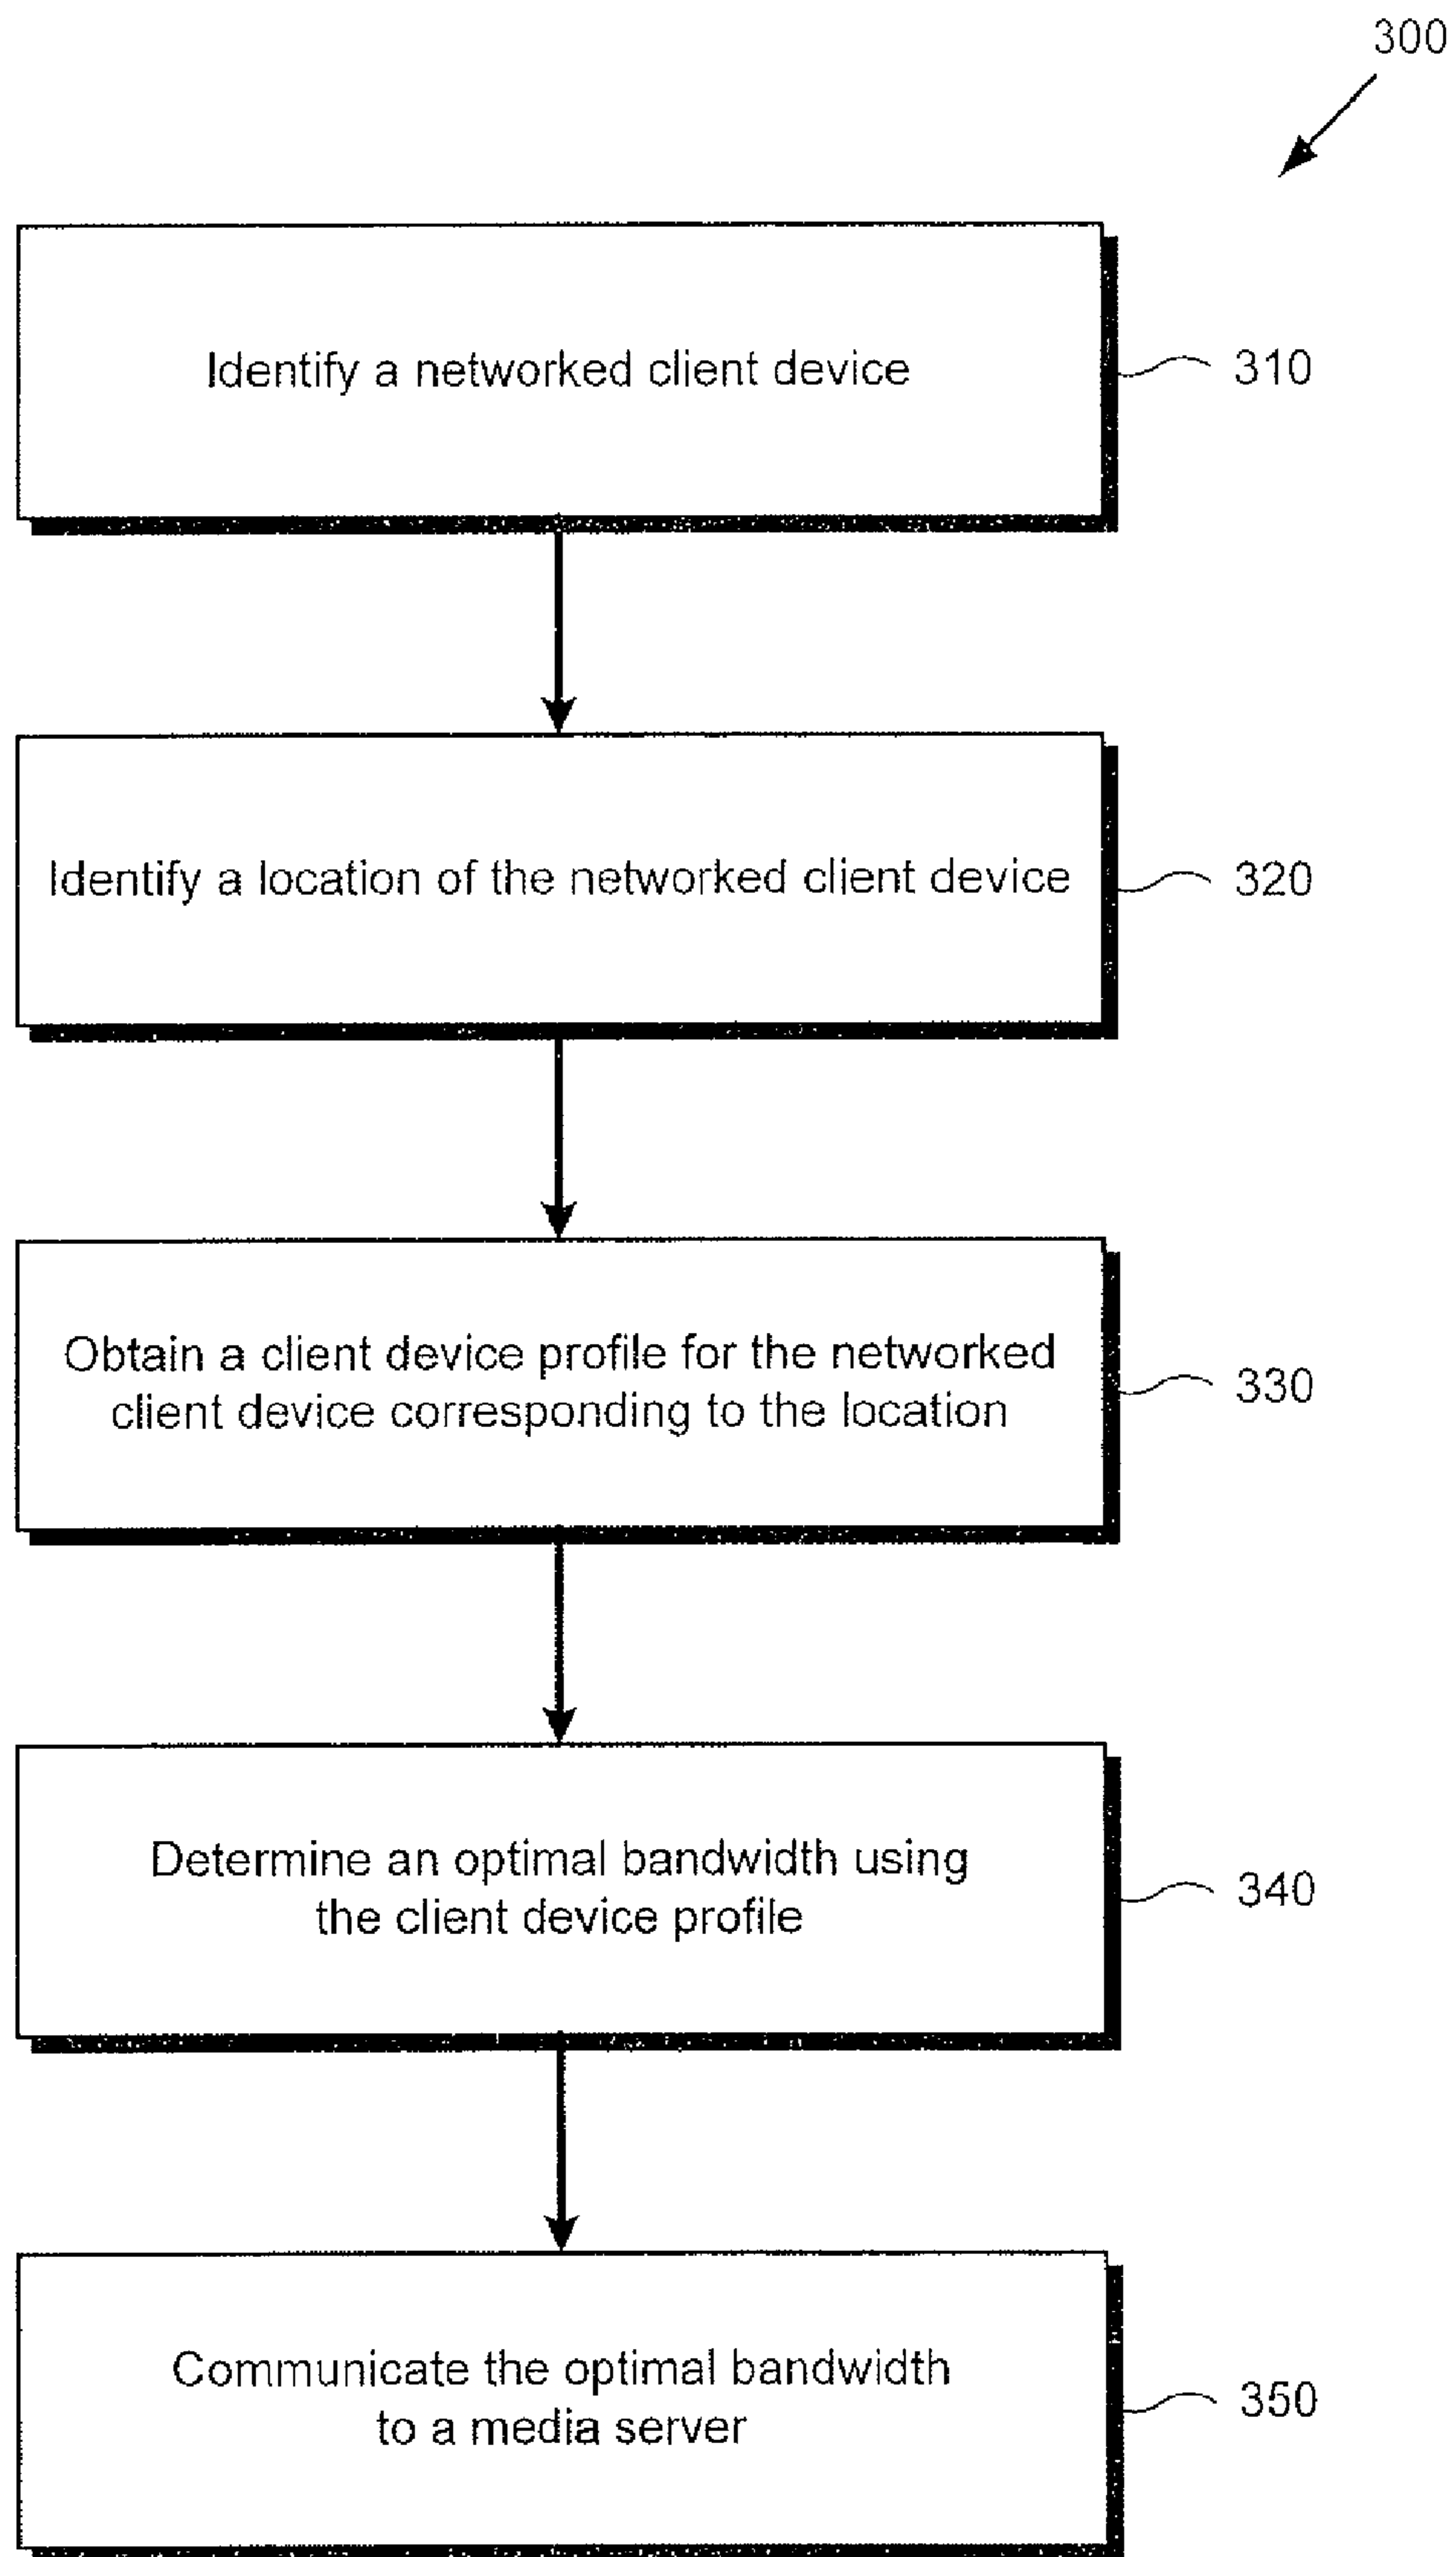 300
Identify a networked client device
310
Identify a location of the networked client device
320
Obtain a client device profile for the networked
client device corresponding to the location
330
Determine an optimal bandwidth using
the client device profile
340
Communicate the optimal bandwidth
to a media server
350